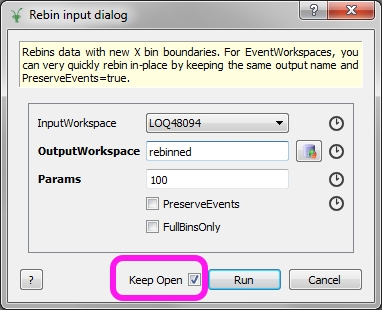 Rebin input dialog
Rebins data with new X bin boundaries. For EventWorkspaces, you
can very quickly rebin in-place by keeping the same output name and
PreserveEvents=true.
InputWorkspace LOQ48094
OutputWorkspace rebinned
Params 100
PreserveEvents
FullBinsOnly
? Keep Open Run Cancel